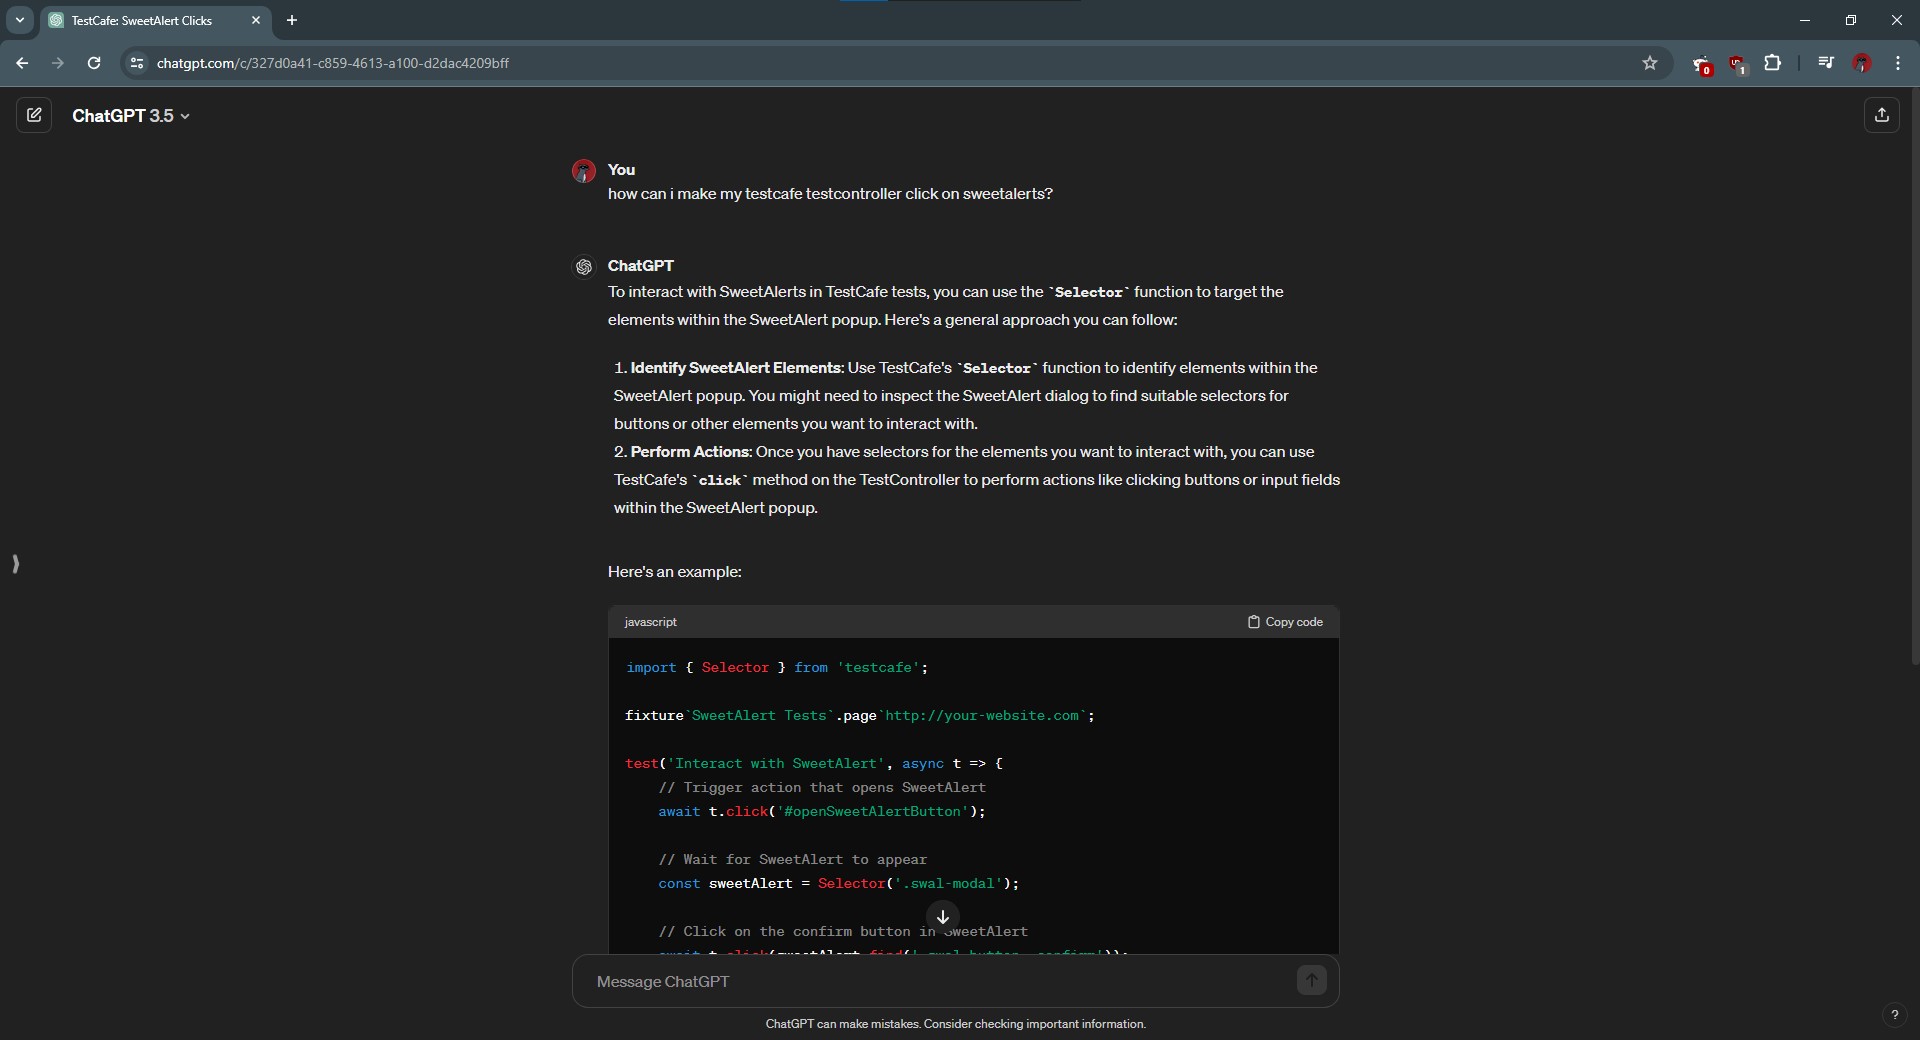 TestCafe: SweetAlert Clicks
chatgpt.com/c/327d0a41-c859-4613-a100-d2dac4209bff
0
1
ChatGPT 3.5
You
how can i make my testcafe testcontroller click on sweetalerts?
ChatGPT
To interact with SweetAlerts in TestCafe tests, you can use the `Selector` function to target the
elements within the SweetAlert popup. Here's a general approach you can follow:
1. Identify SweetAlert Elements: Use TestCafe's `Selector` function to identify elements within the
SweetAlert popup. You might need to inspect the SweetAlert dialog to find suitable selectors for
buttons or other elements you want to interact with.
2. Perform Actions: Once you have selectors for the elements you want to interact with, you can use
TestCafe's `click` method on the TestController to perform actions like clicking buttons or input fields
within the SweetAlert popup.
Here's an example:
javascript
Copy code
import { Selector } from 'testcafe';
fixture`SweetAlert Tests`.page`http://your-website.com`;
test('Interact with SweetAlert', async t => {
// Trigger action that opens SweetAlert
await t.click('#openSweetAlertButton');
// Wait for SweetAlert to appear
const sweetAlert = Selector('.swal-modal');
// Click on the confirm button in SweetAlert
Message ChatGPT
ChatGPT can make mistakes. Consider checking important information.
?